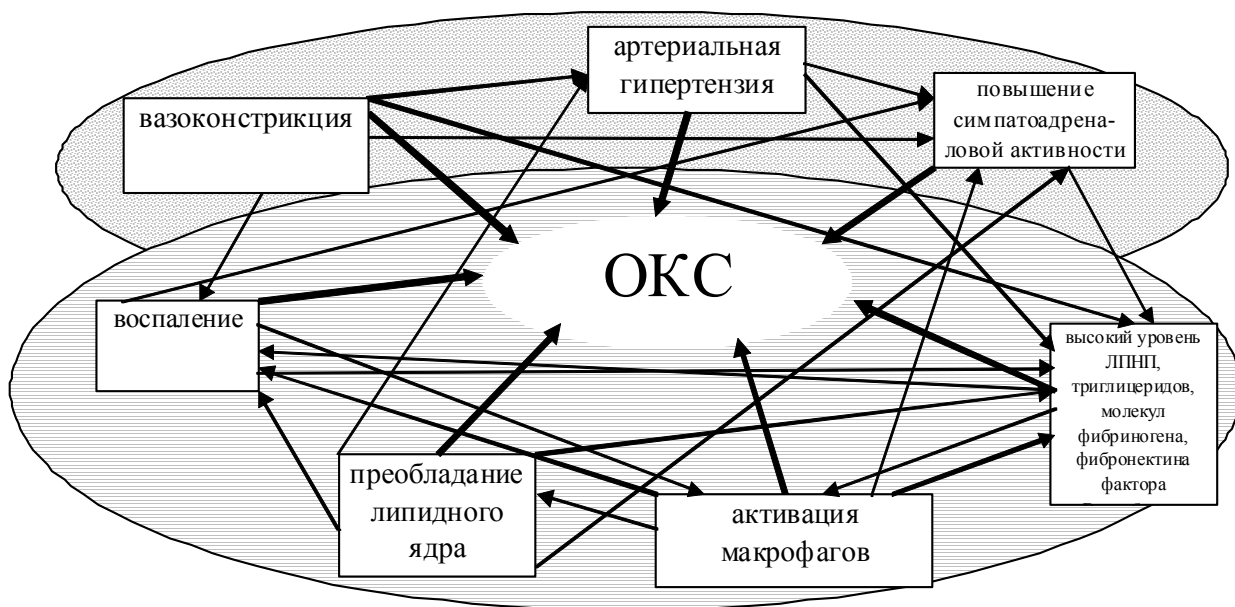 артериальная
гипертензия
вазоконстрикция
повышение
симпатоадрена-
ловой активности
ОКС
воспаление
высокий уровень
ЛПНП,
триглицеридов,
молекул
фибриногена,
фибронектина
фактора
преобладание
липидного
ядра
активация
макрофагов